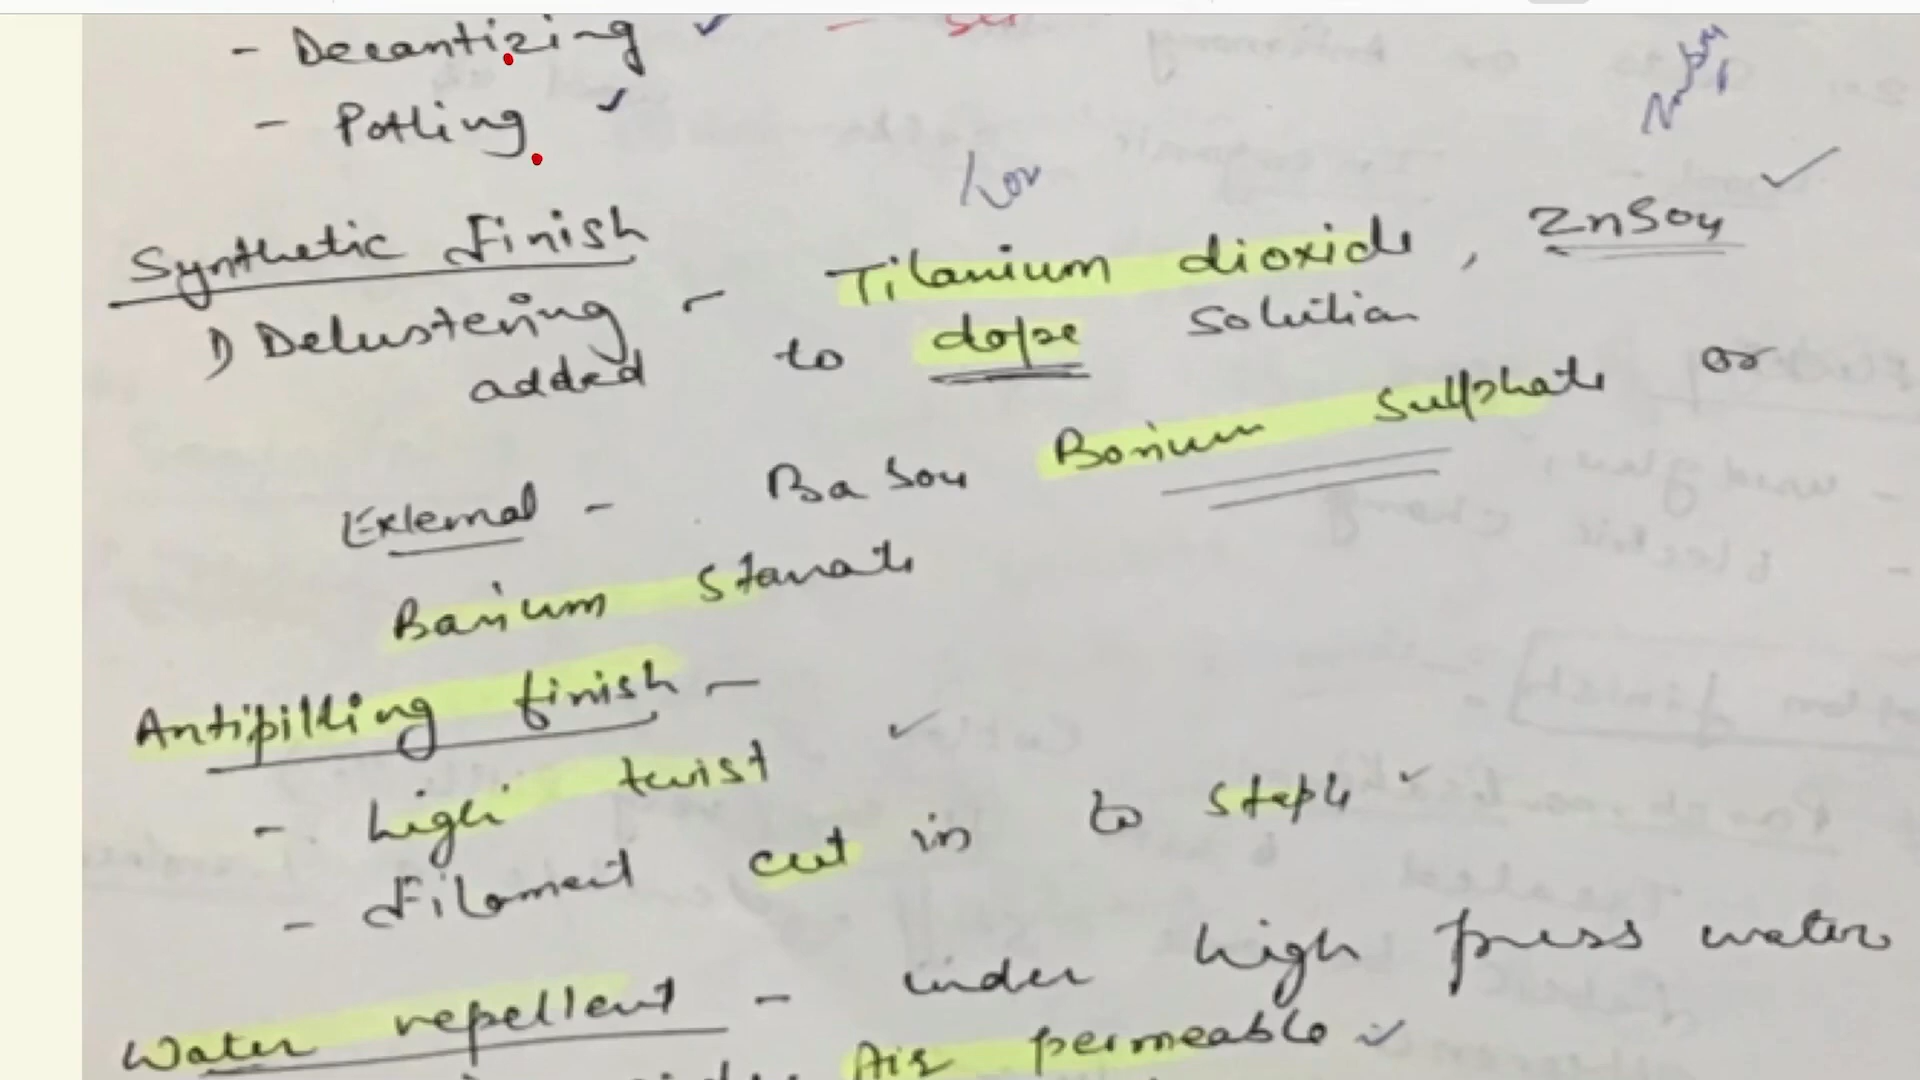 - Decantizing ✓ -
- Potling ✓
Synthetic finish
1) Delustering - Titanium dioxide, ZnSo4 ✓
added to dope solution
External - BaSo4 Barium Sulphate or
Barium Stanate
Antipilling finish -
- high twist ✓
- Filament cut in to staple ✓
Water repellent - under high press water
Air permeable ✓